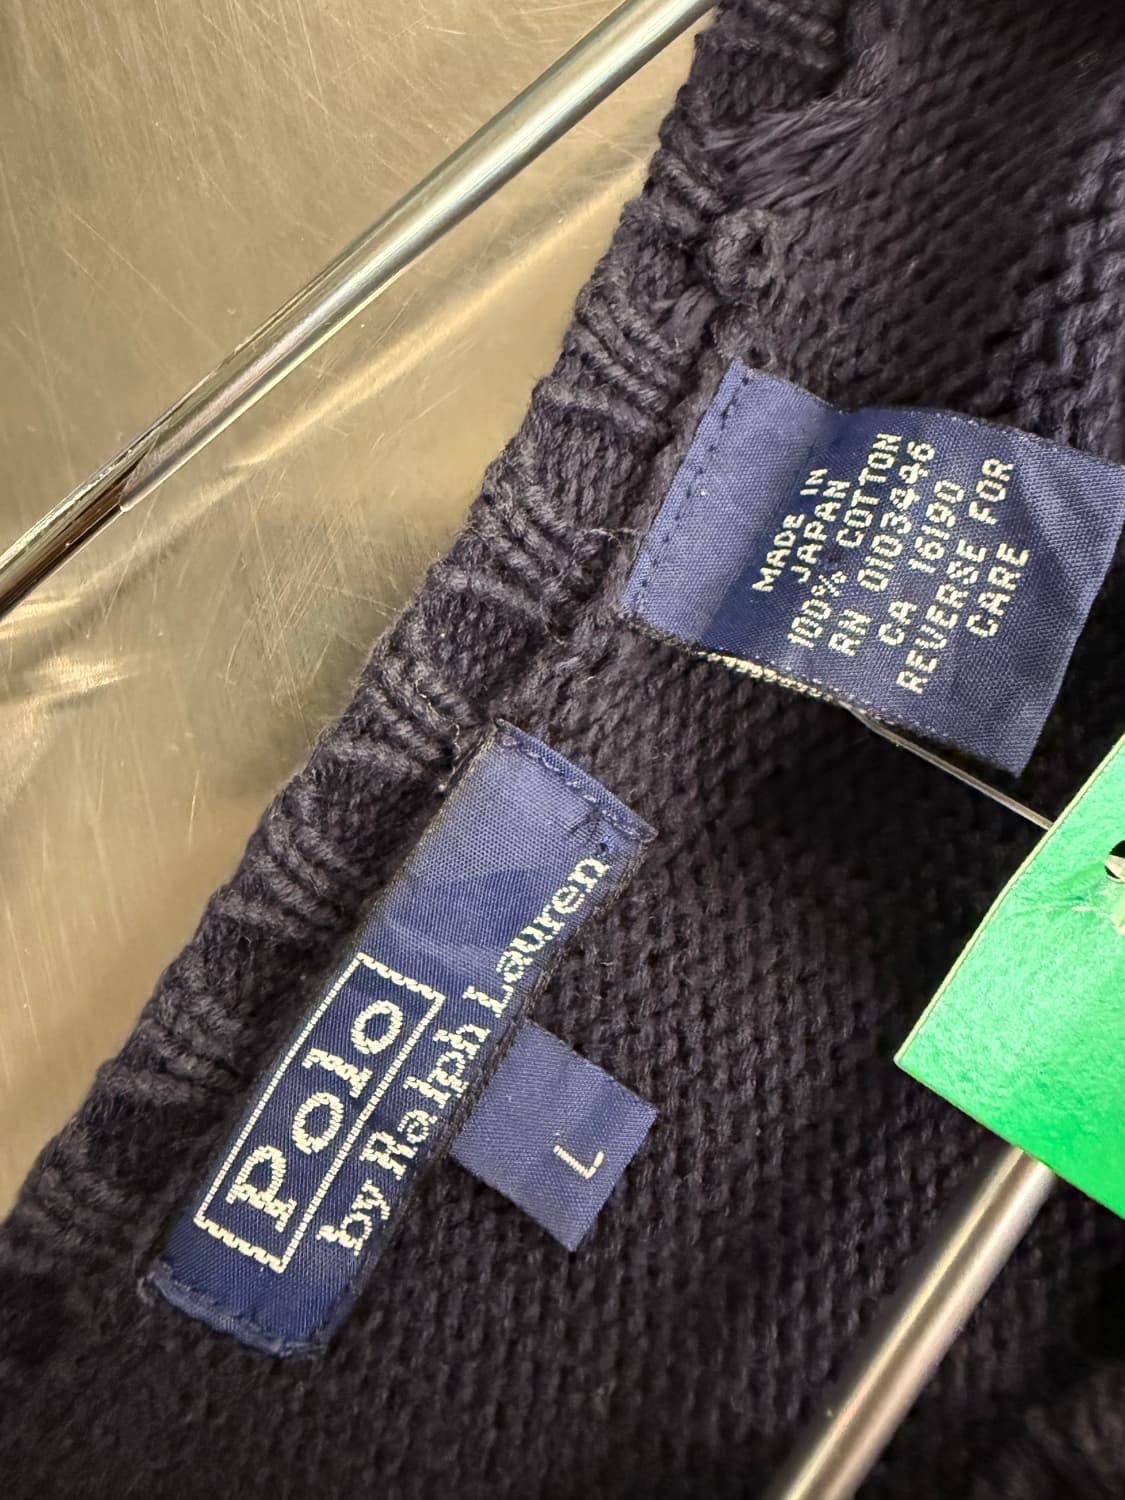 MADE IN
JAPAN
100% COTTON
RN 0103446
CA 16190
REVERSE FOR
CARE
Polo
by Ralph Lauren
L